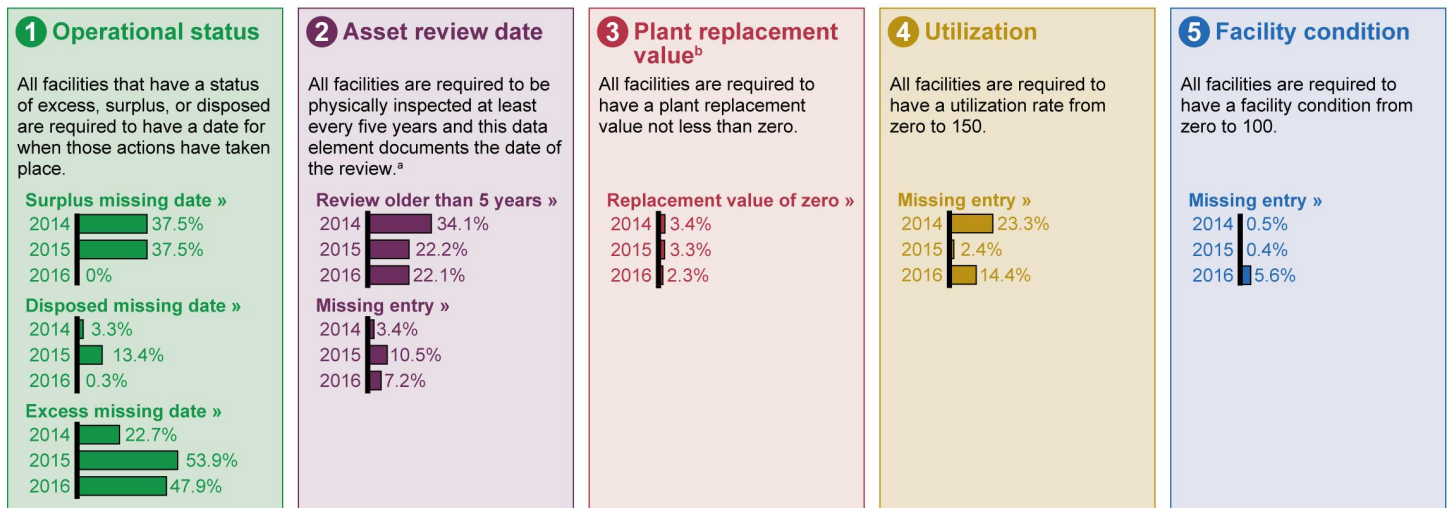 1 Operational status
All facilities that have a status
of excess, surplus, or disposed
are required to have a date for
when those actions have taken
place.
Surplus missing date »
2014 37.5%
2015 37.5%
2016 0%
Disposed missing date »
2014 3.3%
2015 13.4%
2016 0.3%
Excess missing date »
2014 22.7%
2015 53.9%
2016 47.9%
2 Asset review date
All facilities are required to be
physically inspected at least
every five years and this data
element documents the date of
the review.ᵃ
Review older than 5 years »
2014 34.1%
2015 22.2%
2016 22.1%
Missing entry »
2014 3.4%
2015 10.5%
2016 7.2%
3 Plant replacement
valueᵇ
All facilities are required to
have a plant replacement
value not less than zero.
Replacement value of zero »
2014 3.4%
2015 3.3%
2016 2.3%
4 Utilization
All facilities are required to
have a utilization rate from
zero to 150.
Missing entry »
2014 23.3%
2015 2.4%
2016 14.4%
5 Facility condition
All facilities are required to
have a facility condition from
zero to 100.
Missing entry »
2014 0.5%
2015 0.4%
2016 5.6%